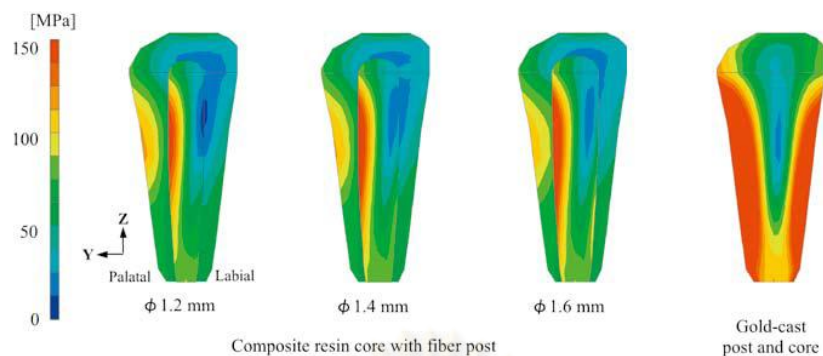 [MPa]
150
100
50
0
Z
Y
Palatal
Labial
ϕ 1.2 mm
ϕ 1.4 mm
ϕ 1.6 mm
Composite resin core with fiber post
Gold-cast
post and core